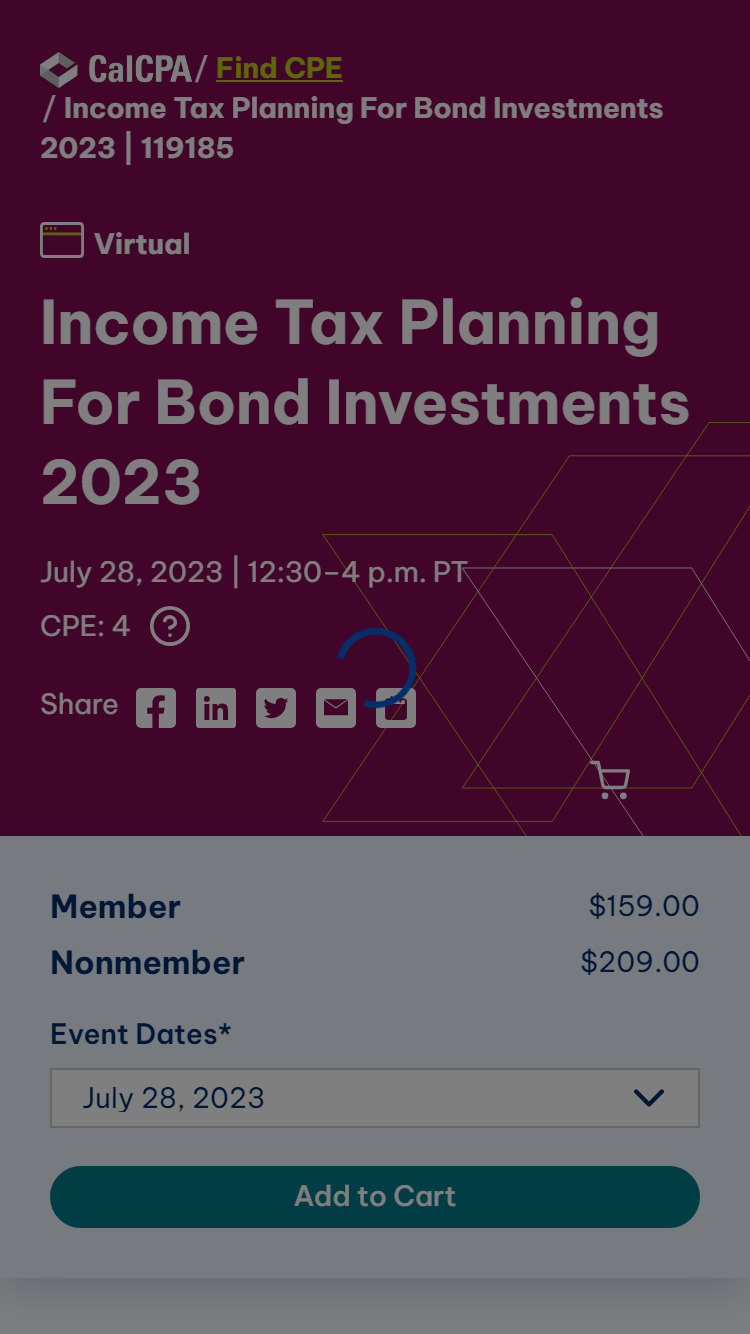 CalCPA / Find CPE
/ Income Tax Planning For Bond Investments
2023 | 119185
Virtual
Income Tax Planning
For Bond Investments
2023
July 28, 2023 | 12:30–4 p.m. PT
CPE: 4 ?
Share
Member $159.00
Nonmember $209.00
Event Dates*
July 28, 2023
Add to Cart